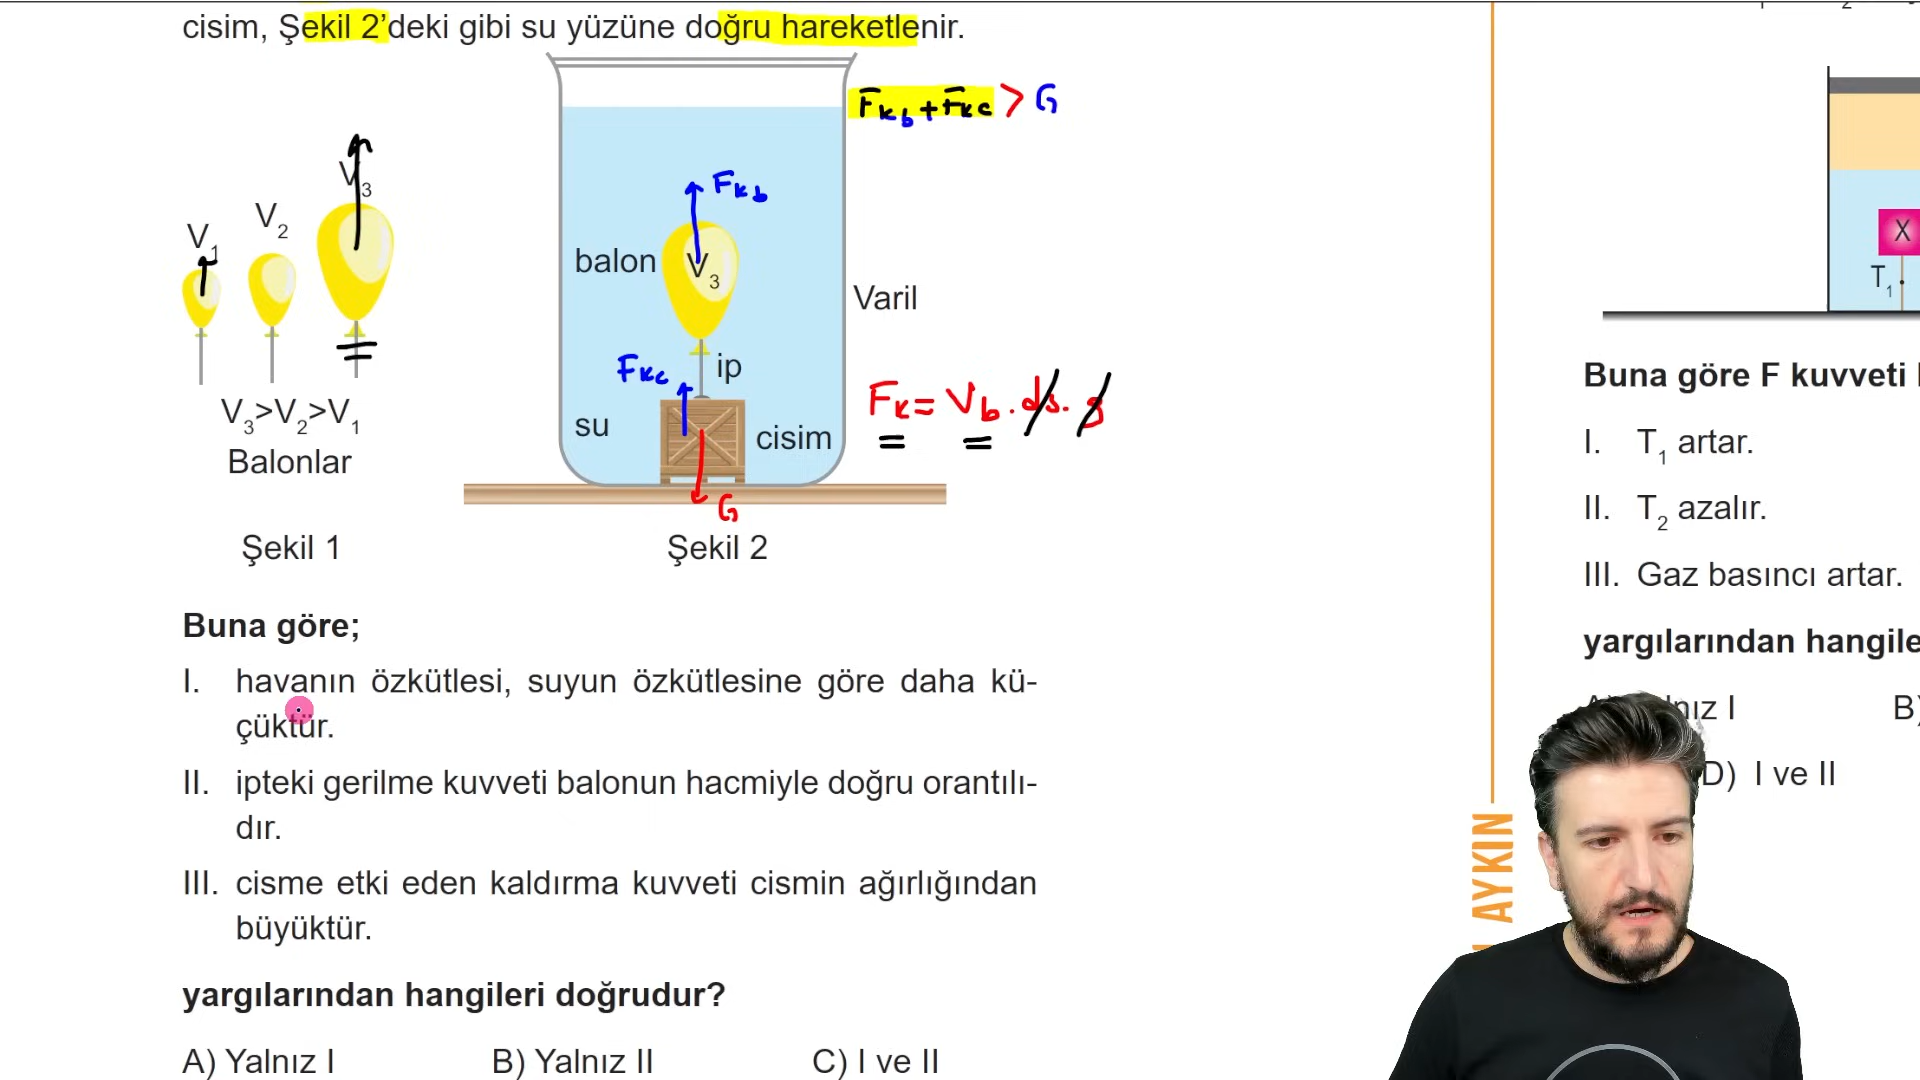 cisim, Şekil 2’deki gibi su yüzüne doğru hareketlenir.
F̄kb + F̄kc > G
V3
V2
V1
Fkb
balon
V3
Varil
Fkc
ip
su
cisim
Fk = Vb . ds . g
G
V3>V2>V1
Balonlar
Şekil 1
Şekil 2
Buna göre;
I. havanın özkütlesi, suyun özkütlesine göre daha kü-
çüktür.
II. ipteki gerilme kuvveti balonun hacmiyle doğru orantılı-
dır.
III. cisme etki eden kaldırma kuvveti cismin ağırlığından
büyüktür.
yargılarından hangileri doğrudur?
A) Yalnız I B) Yalnız II C) I ve II
X
T1
Buna göre F kuvveti
I. T1 artar.
II. T2 azalır.
III. Gaz basıncı artar.
yargılarından hangile
I B)
D) I ve II
AYKIN